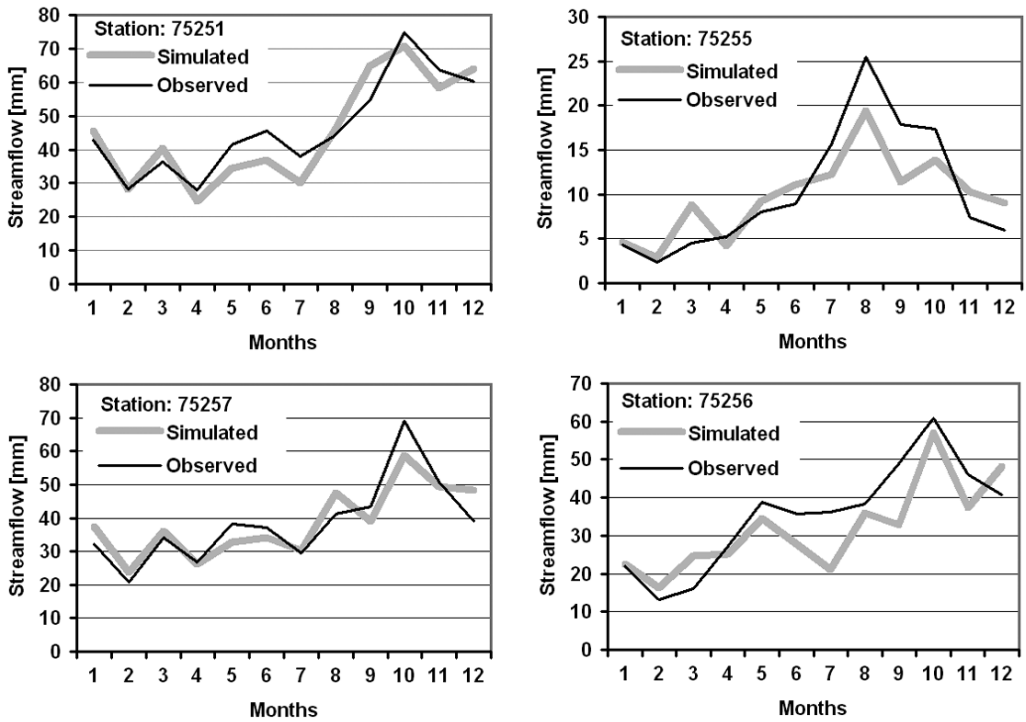 Station: 75251
Simulated
Observed
Streamflow [mm]
80
70
60
50
40
30
20
10
0
1 2 3 4 5 6 7 8 9 10 11 12
Months
Station: 75255
Simulated
Observed
Streamflow [mm]
30
25
20
15
10
5
0
1 2 3 4 5 6 7 8 9 10 11 12
Months
Station: 75257
Simulated
Observed
Streamflow [mm]
80
70
60
50
40
30
20
10
0
1 2 3 4 5 6 7 8 9 10 11 12
Months
Station: 75256
Simulated
Observed
Streamflow [mm]
70
60
50
40
30
20
10
0
1 2 3 4 5 6 7 8 9 10 11 12
Months